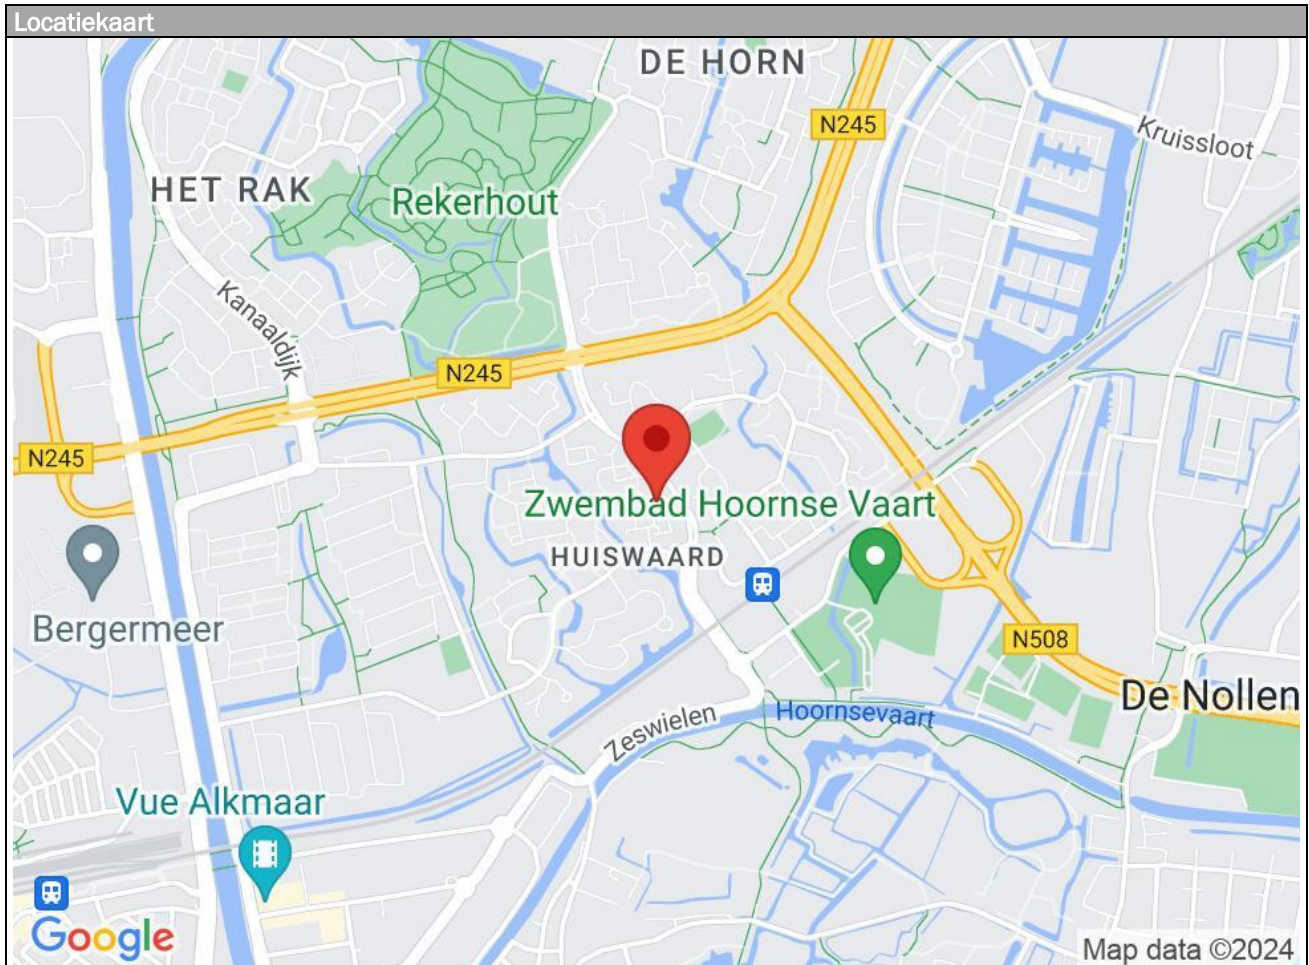 Locatiekaart
DE HORN
N245
Kruissloot
HET RAK
Rekerhout
Kanaaldijk
N245
N245
Zwembad Hoornse Vaart
HUISWAARD
Bergermeer
N508
De Nollen
Hoornsevaart
Zeswielen
Vue Alkmaar
Google
Map data ©2024